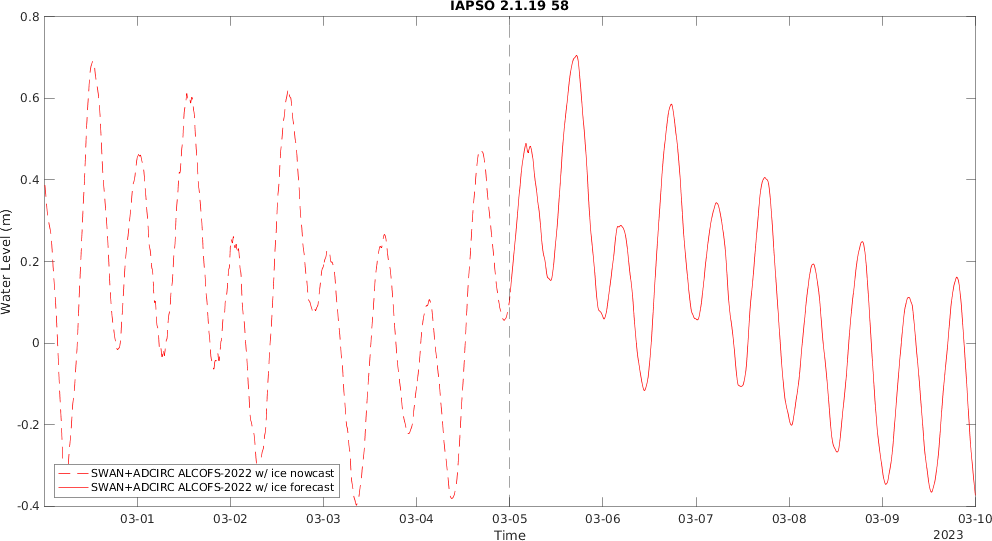 IAPSO 2.1.19 58
0.8
0.6
0.4
0.2
0
-0.2
-0.4
Water Level (m)
SWAN+ADCIRC ALCOFS-2022 w/ ice nowcast
SWAN+ADCIRC ALCOFS-2022 w/ ice forecast
03-01 03-02 03-03 03-04 03-05 03-06 03-07 03-08 03-09 03-10
Time
2023